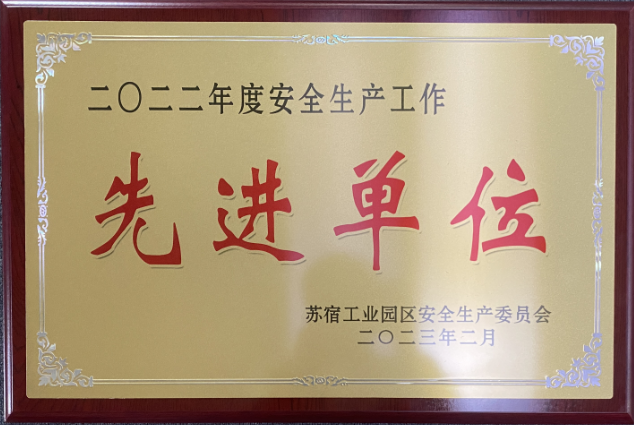 二〇二二年度安全生产工作
先进单位
苏宿工业园区安全生产委员会
二〇二三年二月